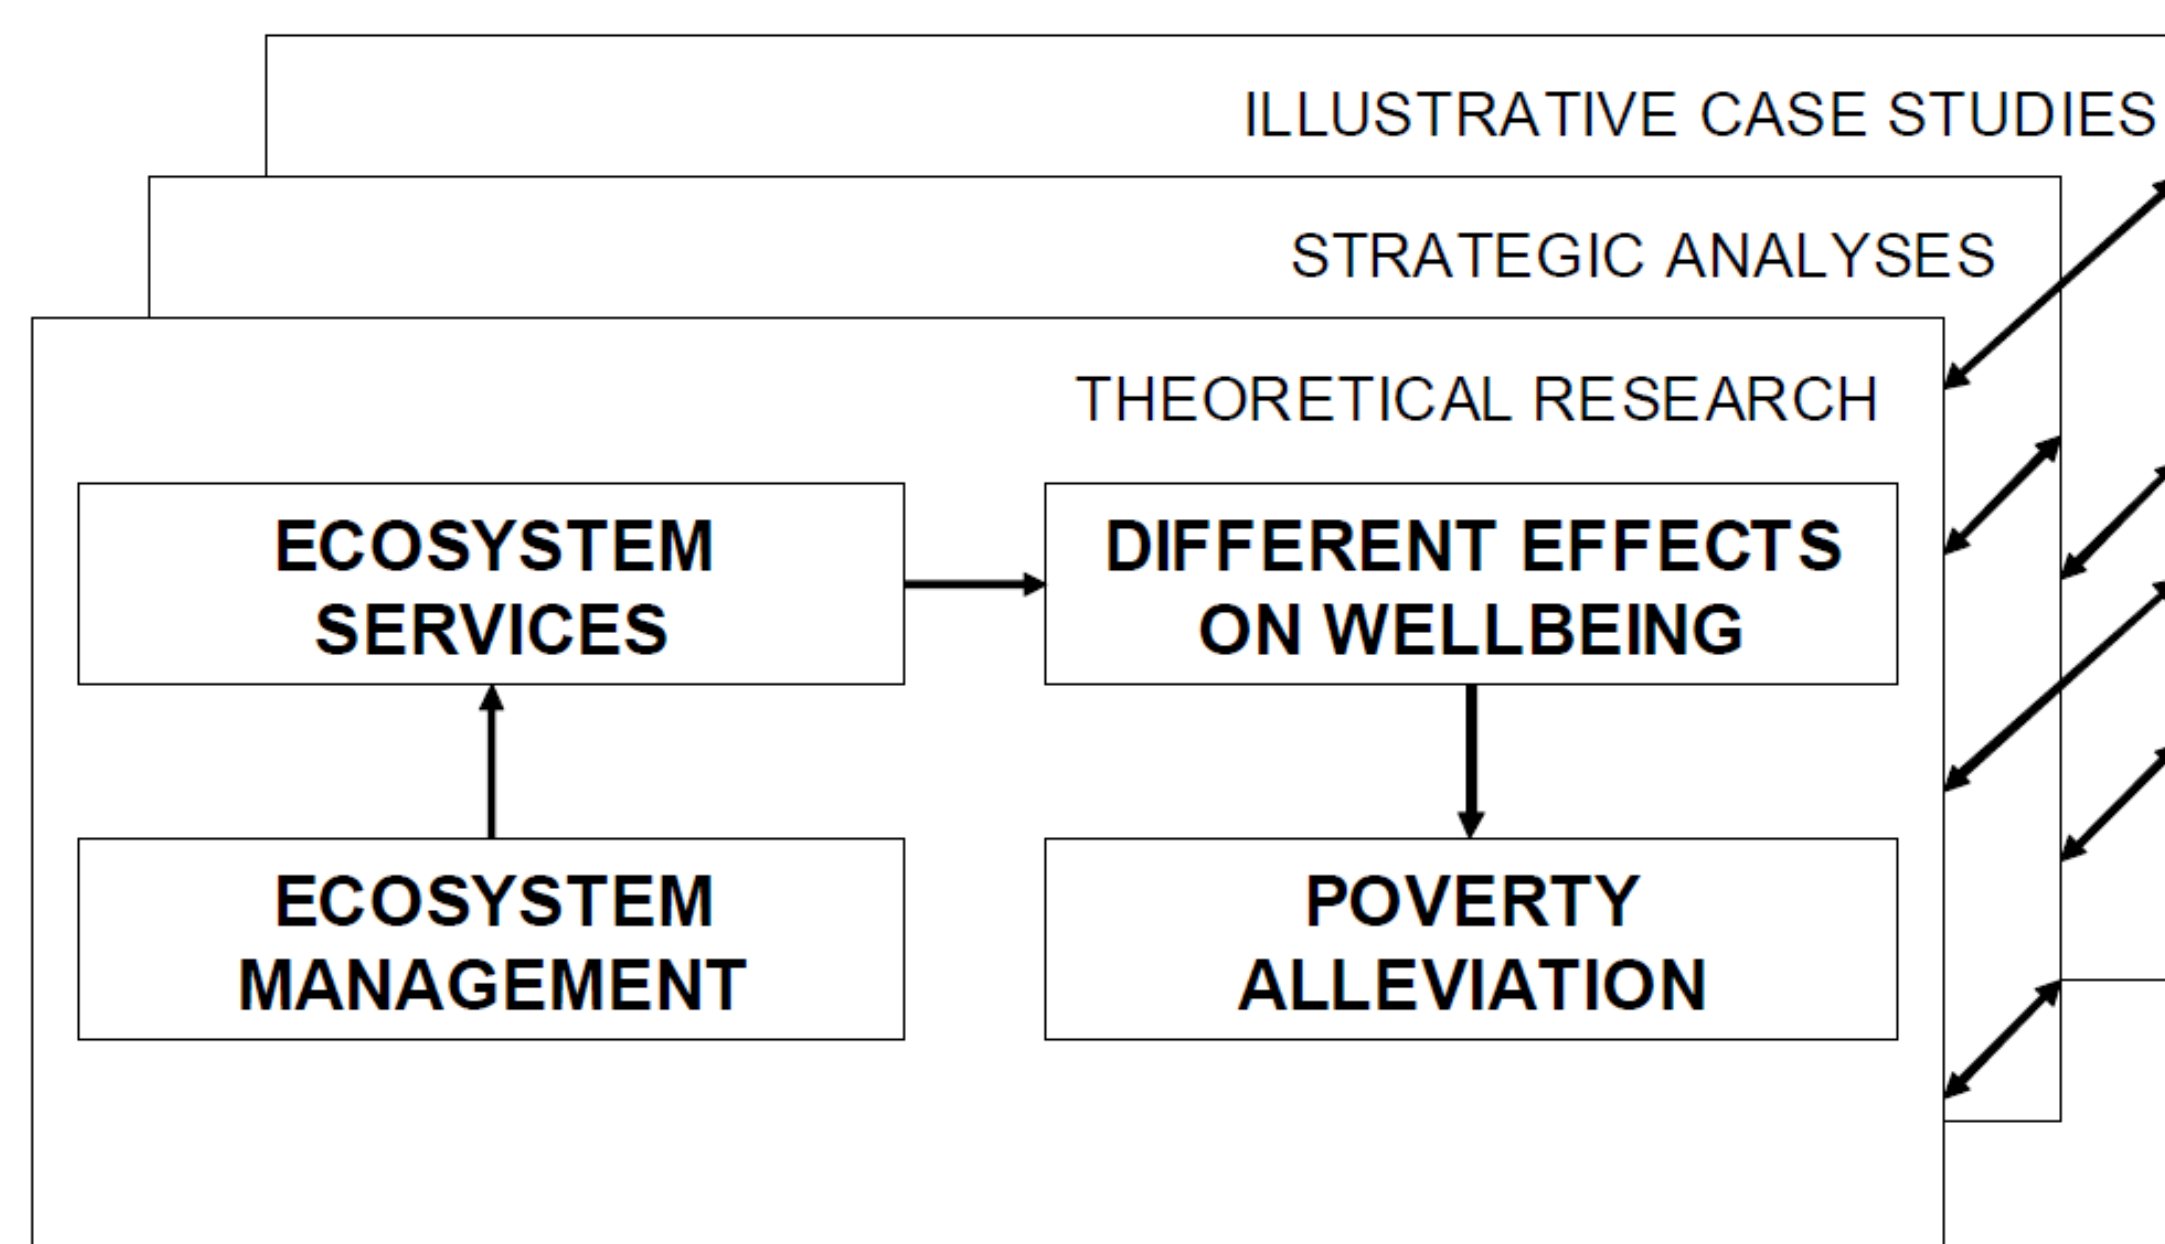 ILLUSTRATIVE CASE STUDIES
STRATEGIC ANALYSES
THEORETICAL RESEARCH
ECOSYSTEM
SERVICES
DIFFERENT EFFECTS
ON WELLBEING
ECOSYSTEM
MANAGEMENT
POVERTY
ALLEVIATION